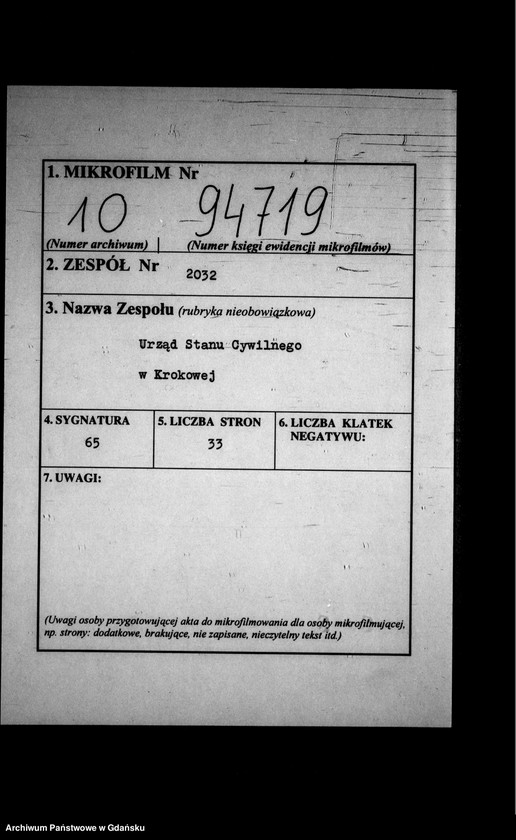 1. MIKROFILM Nr
10 94719
(Numer archiwum) | (Numer księgi ewidencji mikrofilmów)
2. ZESPÓŁ Nr 2032
3. Nazwa Zespołu (rubryka nieobowiązkowa)
Urząd Stanu Cywilnego
w Krokowej
4. SYGNATURA 5. LICZBA STRON 6. LICZBA KLATEK
NEGATYWU:
65 33
7. UWAGI:
(Uwagi osoby przygotowującej akta do mikrofilmowania dla osoby mikrofilmującej,
np. strony: dodatkowe, brakujące, nie zapisane, nieczytelny tekst itd.)
Archiwum Państwowe w Gdańsku